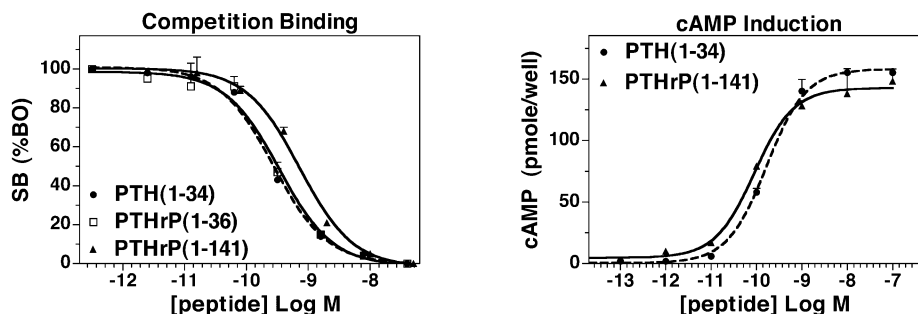 Competition Binding
SB (%BO)
100
80
60
40
20
0
PTH(1-34)
PTHrP(1-36)
PTHrP(1-141)
-12 -11 -10 -9 -8
[peptide] Log M
cAMP Induction
cAMP (pmole/well)
150
100
50
0
PTH(1-34)
PTHrP(1-141)
-13 -12 -11 -10 -9 -8 -7
[peptide] Log M